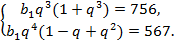 b₁q³(1 + q³) = 756,
b₁q⁴(1 − q + q²) = 567.